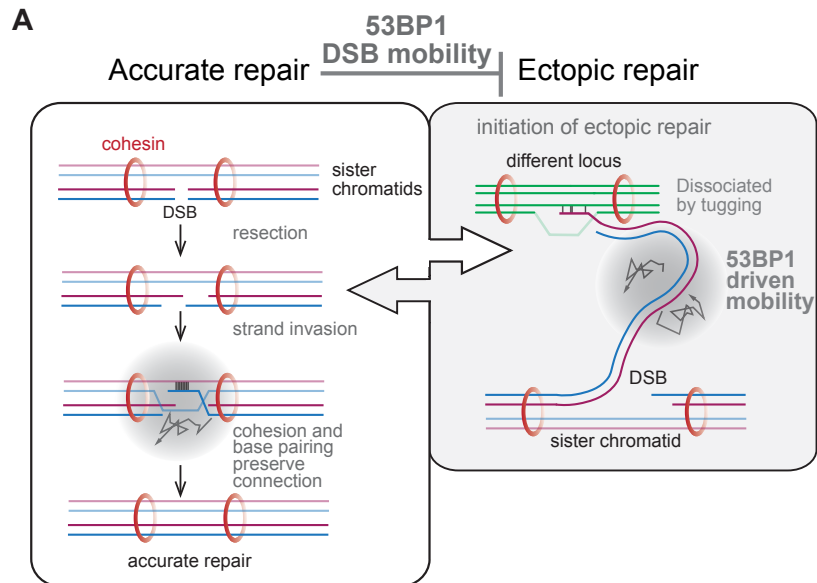 A
53BP1
DSB mobility
Accurate repair
Ectopic repair
cohesin
sister
chromatids
DSB
resection
strand invasion
cohesion and
base pairing
preserve
connection
accurate repair
initiation of ectopic repair
different locus
Dissociated
by tugging
53BP1
driven
mobility
DSB
sister chromatid